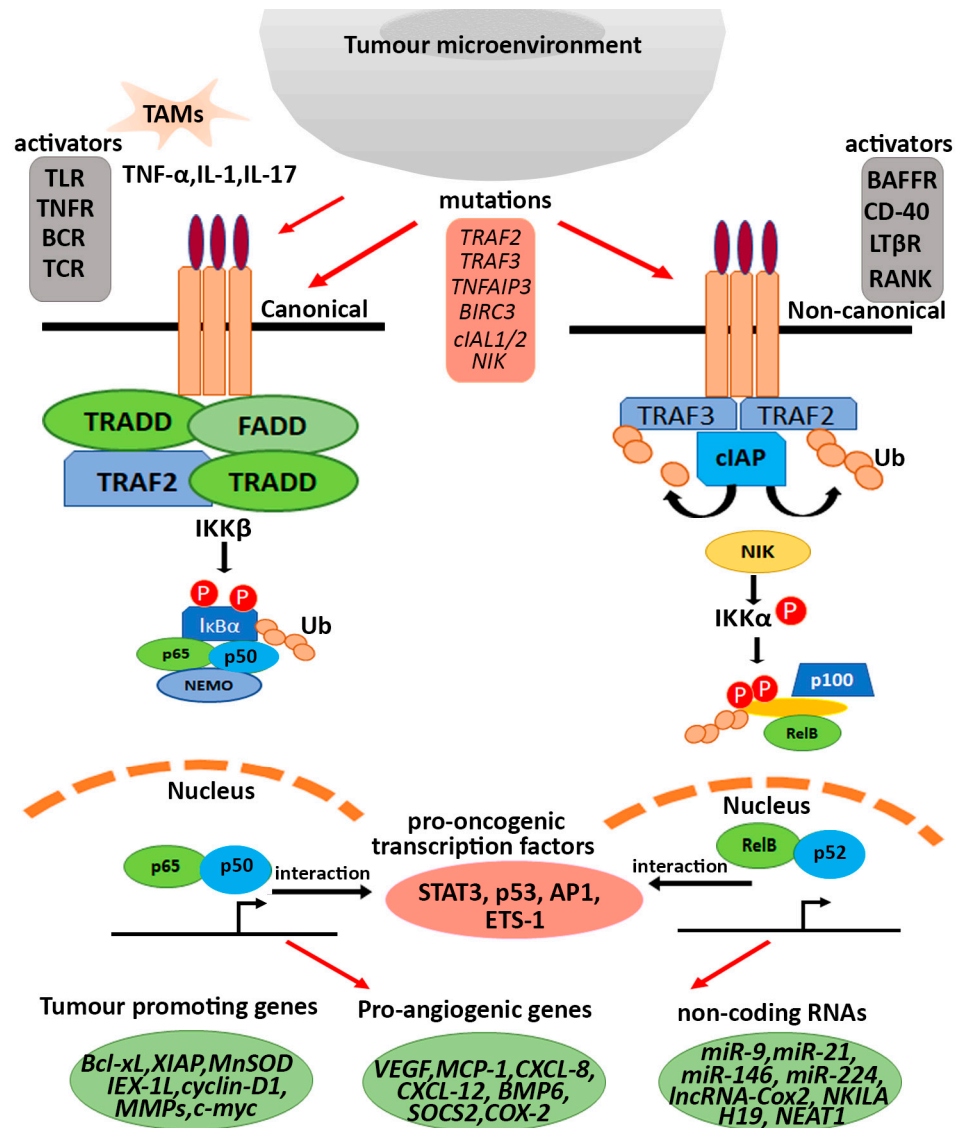 Tumour microenvironment
TAMs
activators
TLR
TNFR
BCR
TCR
TNF-α,IL-1,IL-17
mutations
TRAF2
TRAF3
TNFAIP3
BIRC3
cIAL1/2
NIK
activators
BAFFR
CD-40
LTβR
RANK
Canonical
Non-canonical
TRADD
FADD
TRAF2
TRADD
IKKβ
P
P
IκBα
Ub
p65
p50
NEMO
TRAF3
TRAF2
cIAP
Ub
NIK
IKKα
P
P
P
p100
RelB
Nucleus
p65
p50
interaction
pro-oncogenic
transcription factors
STAT3, p53, AP1,
ETS-1
Nucleus
RelB
p52
interaction
Tumour promoting genes
Bcl-xL,XIAP,MnSOD
IEX-1L,cyclin-D1,
MMPs,c-myc
Pro-angiogenic genes
VEGF,MCP-1,CXCL-8,
CXCL-12, BMP6,
SOCS2,COX-2
non-coding RNAs
miR-9,miR-21,
miR-146, miR-224,
lncRNA-Cox2, NKILA
H19, NEAT1